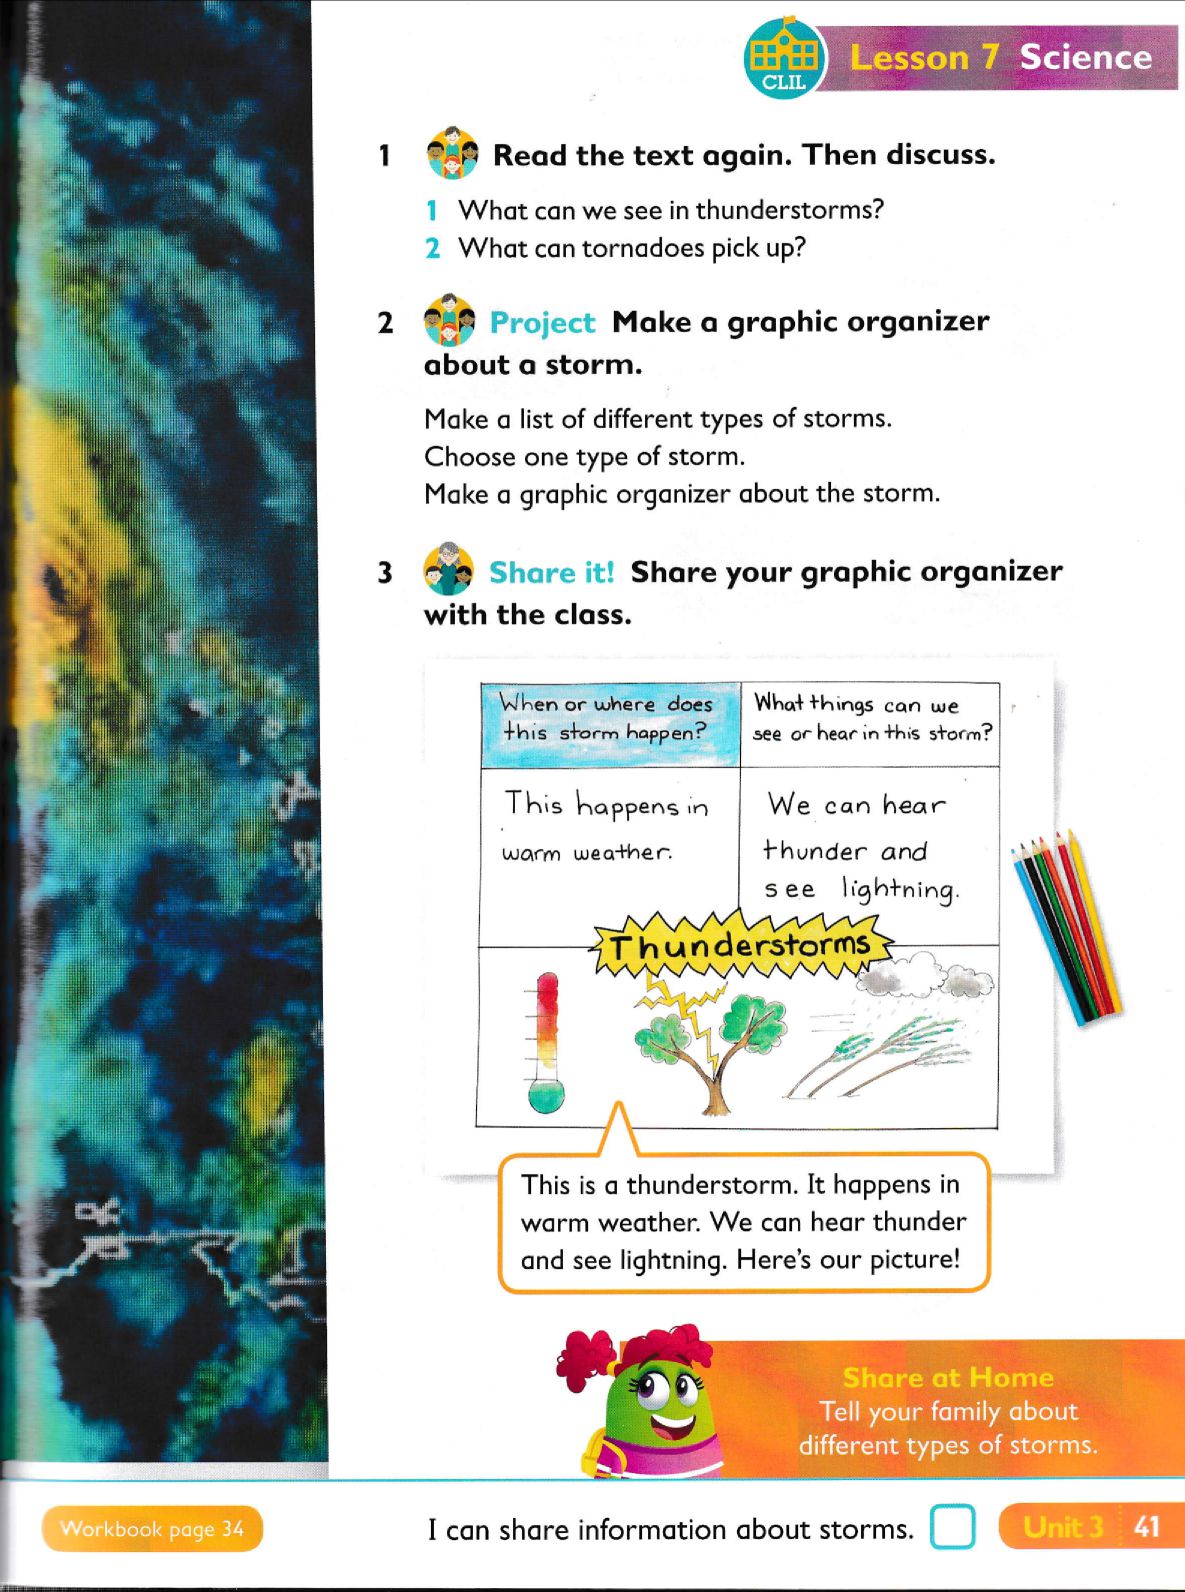 CLIL
Lesson 7 Science
1 Read the text again. Then discuss.
1 What can we see in thunderstorms?
2 What can tornadoes pick up?
2 Project Make a graphic organizer
about a storm.
Make a list of different types of storms.
Choose one type of storm.
Make a graphic organizer about the storm.
3 Share it! Share your graphic organizer
with the class.
When or where does
this storm happen?
What things can we
see or hear in this storm?
This happens in
warm weather.
We can hear
thunder and
see lightning.
Thunderstorms
This is a thunderstorm. It happens in
warm weather. We can hear thunder
and see lightning. Here's our picture!
Share at Home
Tell your family about
different types of storms.
Workbook page 34
I can share information about storms.
Unit 3 41